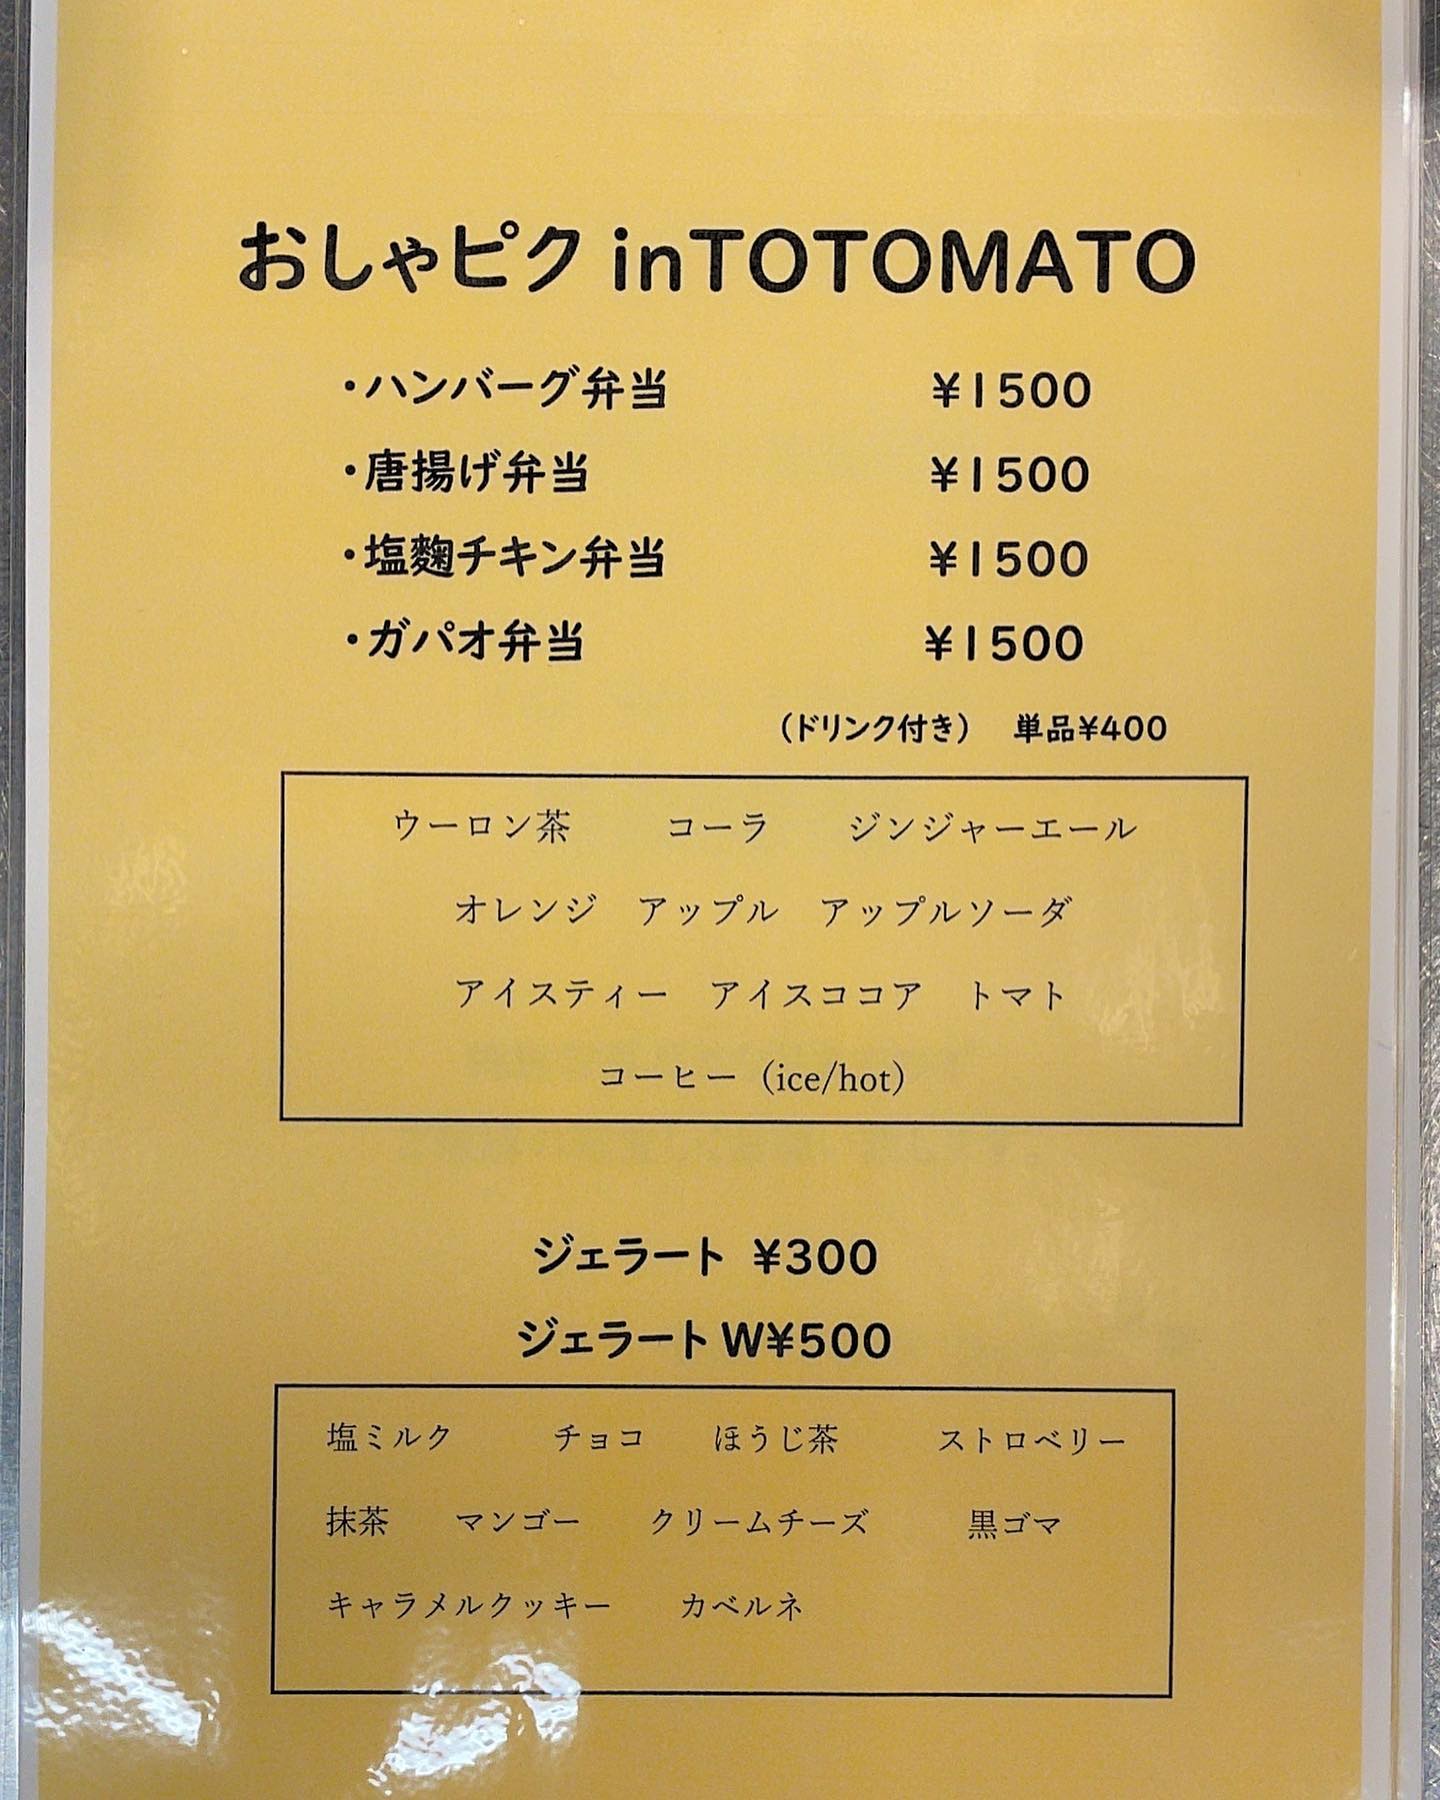 おしゃピク inTOTOMATO
・ハンバーグ弁当 ¥1500
・唐揚げ弁当 ¥1500
・塩麴チキン弁当 ¥1500
・ガパオ弁当 ¥1500
（ドリンク付き） 単品¥400
ウーロン茶 コーラ ジンジャーエール
オレンジ アップル アップルソーダ
アイスティー アイスココア トマト
コーヒー（ice/hot）
ジェラート ¥300
ジェラートW¥500
塩ミルク チョコ ほうじ茶 ストロベリー
抹茶 マンゴー クリームチーズ 黒ゴマ
キャラメルクッキー カベルネ